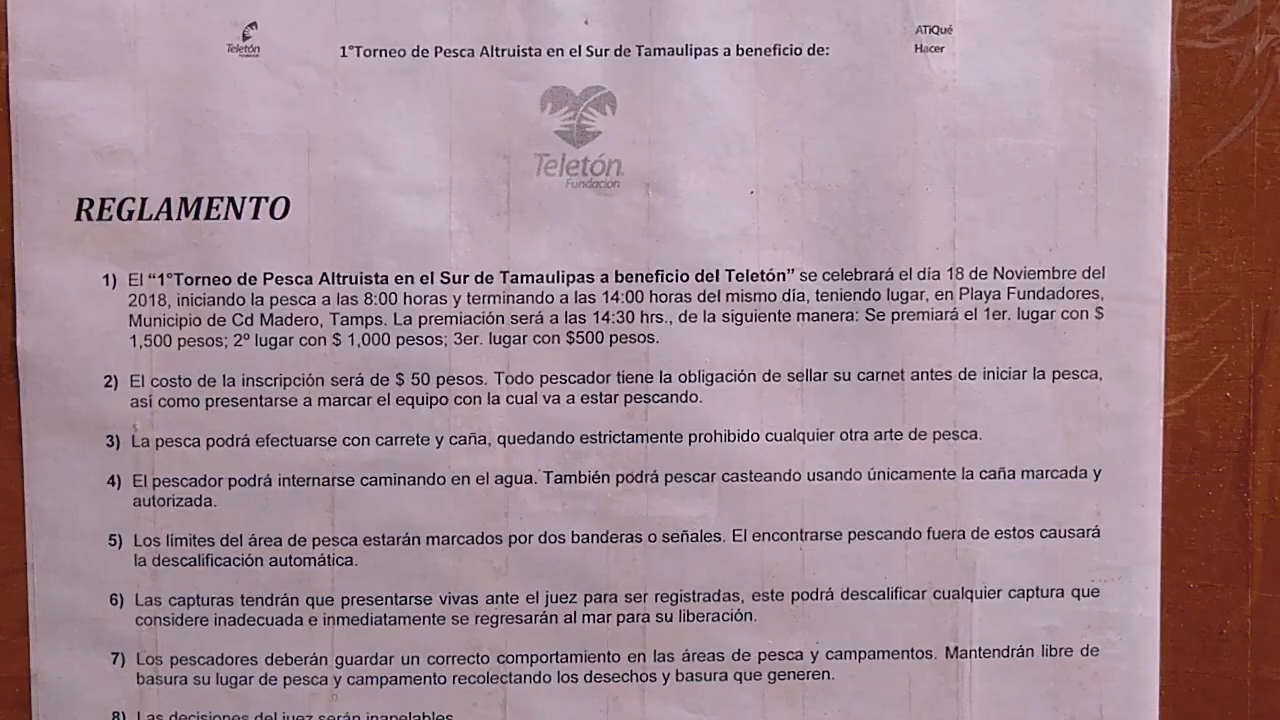 Teletón
1°Torneo de Pesca Altruista en el Sur de Tamaulipas a beneficio de:
ATiQué
Hacer
Teletón
Fundación
REGLAMENTO
1) El “1°Torneo de Pesca Altruista en el Sur de Tamaulipas a beneficio del Teletón” se celebrará el día 18 de Noviembre del
2018, iniciando la pesca a las 8:00 horas y terminando a las 14:00 horas del mismo día, teniendo lugar, en Playa Fundadores,
Municipio de Cd Madero, Tamps. La premiación será a las 14:30 hrs., de la siguiente manera: Se premiará el 1er. lugar con $
1,500 pesos; 2º lugar con $ 1,000 pesos; 3er. lugar con $500 pesos.
2) El costo de la inscripción será de $ 50 pesos. Todo pescador tiene la obligación de sellar su carnet antes de iniciar la pesca,
así como presentarse a marcar el equipo con la cual va a estar pescando.
3) La pesca podrá efectuarse con carrete y caña, quedando estrictamente prohibido cualquier otra arte de pesca.
4) El pescador podrá internarse caminando en el agua. También podrá pescar casteando usando únicamente la caña marcada y
autorizada.
5) Los limites del área de pesca estarán marcados por dos banderas o señales. El encontrarse pescando fuera de estos causará
la descalificación automática.
6) Las capturas tendrán que presentarse vivas ante el juez para ser registradas, este podrá descalificar cualquier captura que
considere inadecuada e inmediatamente se regresarán al mar para su liberación.
7) Los pescadores deberán guardar un correcto comportamiento en las áreas de pesca y campamentos. Mantendrán libre de
basura su lugar de pesca y campamento recolectando los desechos y basura que generen.
8) Las decisiones del juez serán inapelables